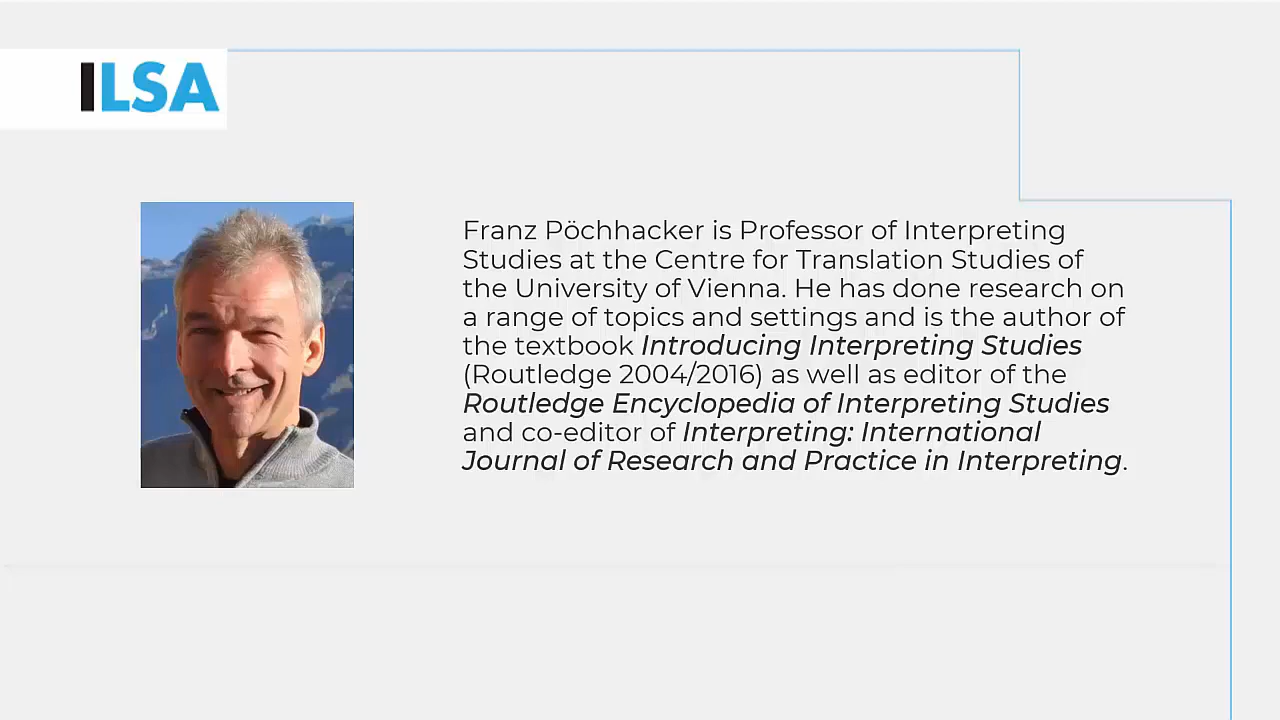 ILSA
Franz Pöchhacker is Professor of Interpreting
Studies at the Centre for Translation Studies of
the University of Vienna. He has done research on
a range of topics and settings and is the author of
the textbook Introducing Interpreting Studies
(Routledge 2004/2016) as well as editor of the
Routledge Encyclopedia of Interpreting Studies
and co-editor of Interpreting: International
Journal of Research and Practice in Interpreting.